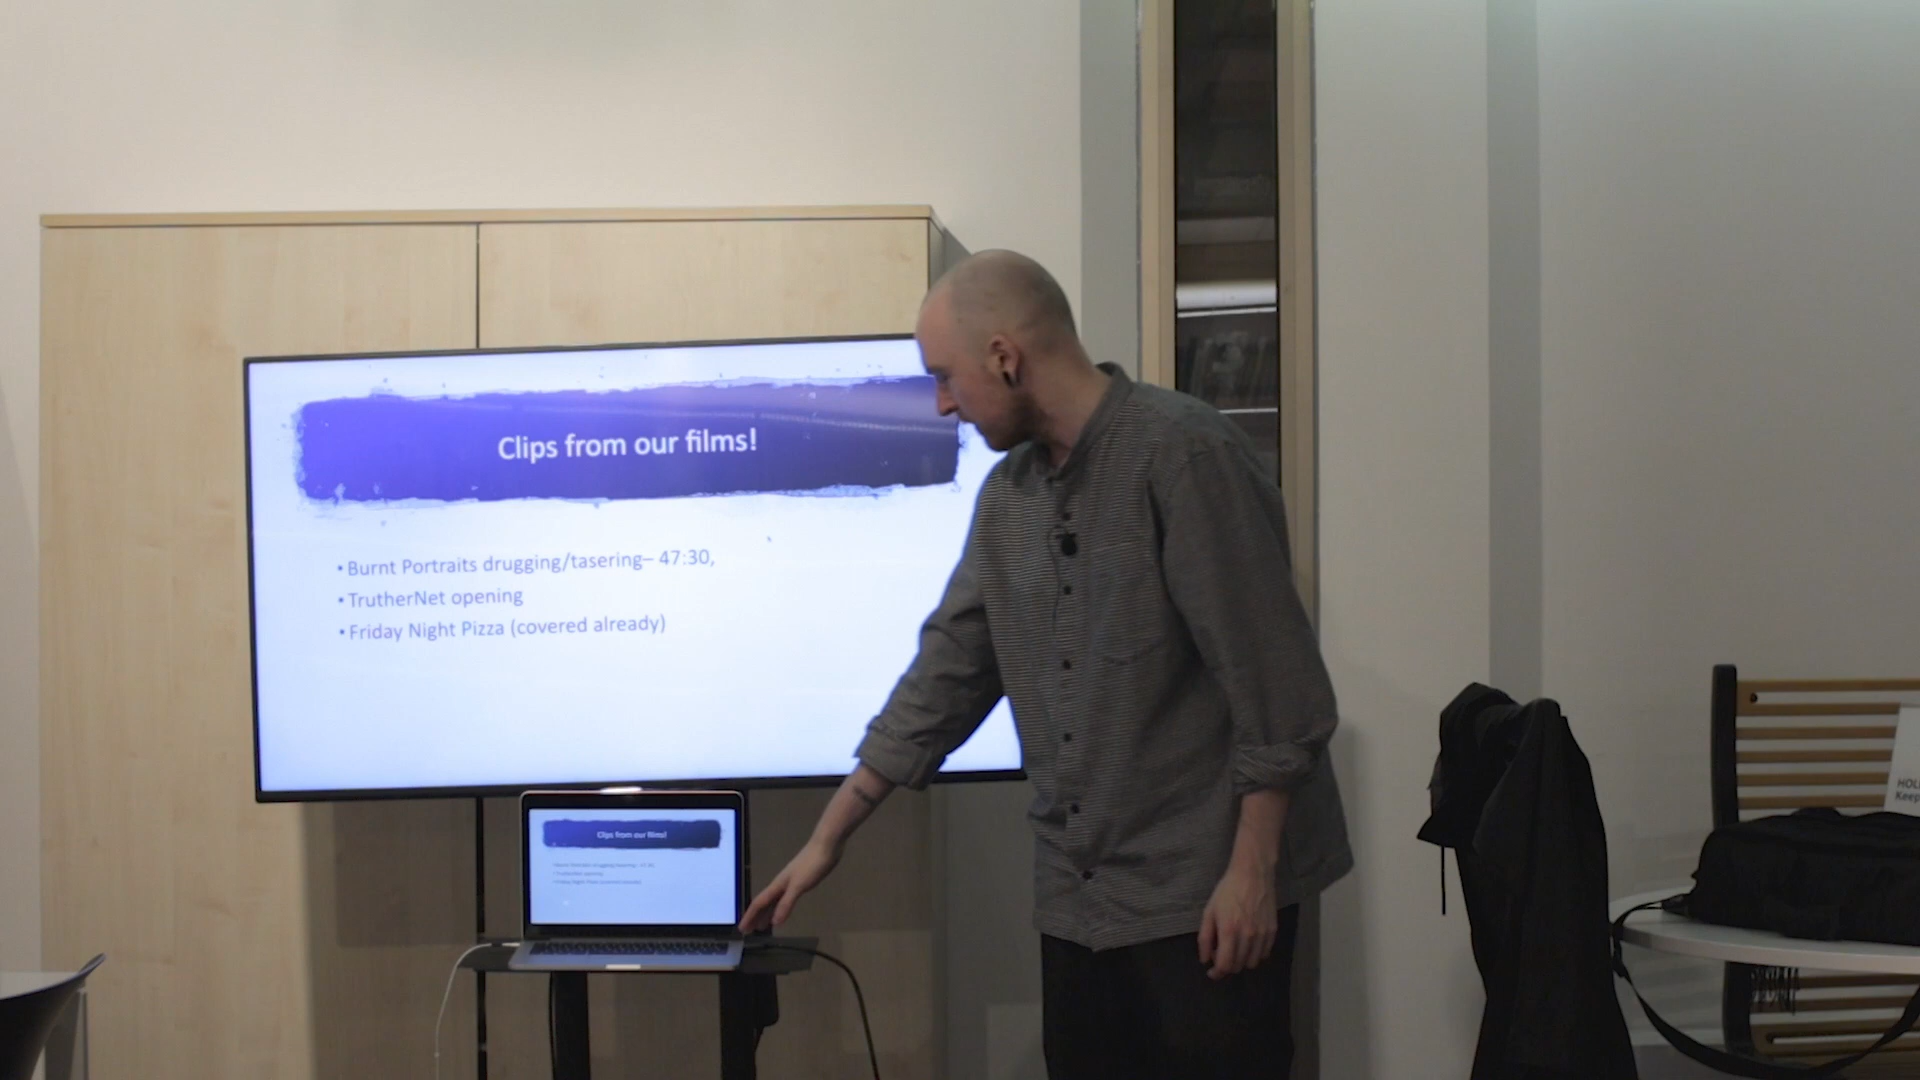 Clips from our films!
• Burnt Portraits drugging/tasering– 47:30,
• TrutherNet opening
• Friday Night Pizza (covered already)
Clips from our films!